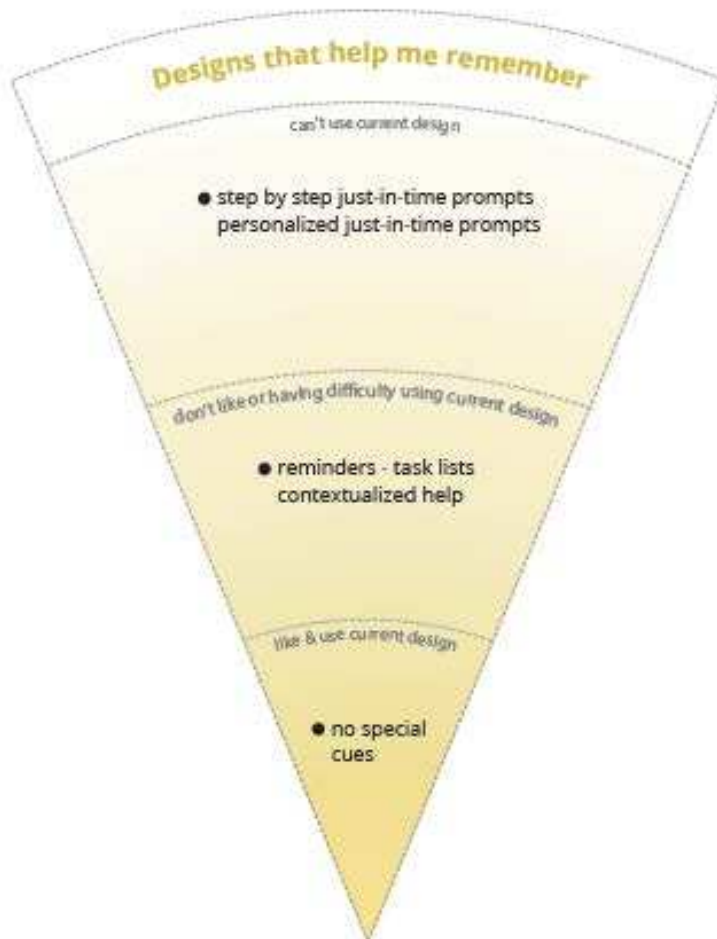 Designs that help me remember
can't use current design
● step by step just-in-time prompts
personalized just-in-time prompts
don't like or having difficulty using current design
● reminders - task lists
contextualized help
like & use current design
● no special
cues